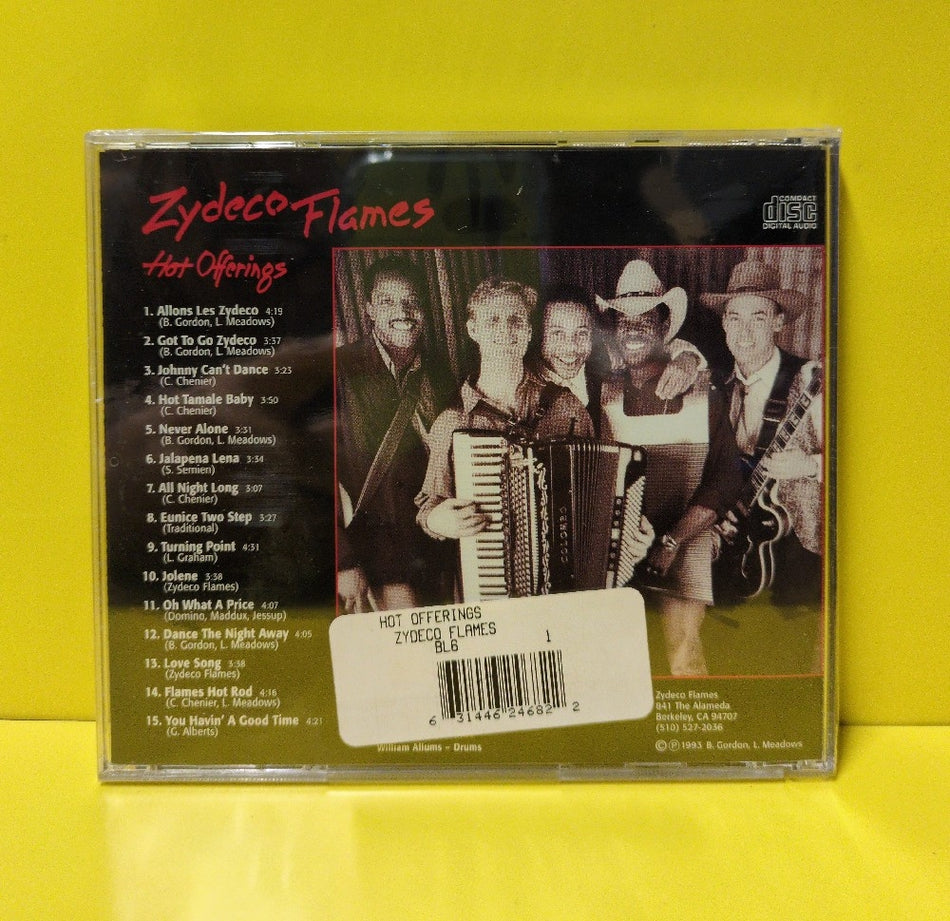 Zydeco Flames
Hot Offerings
COMPACT
disc
DIGITAL AUDIO
1. Allons Les Zydeco 4:19
(B. Gordon, L. Meadows)
2. Got To Go Zydeco 3:37
(B. Gordon, L. Meadows)
3. Johnny Can't Dance 3:23
(C. Chenier)
4. Hot Tamale Baby 3:50
(C. Chenier)
5. Never Alone 3:31
(B. Gordon, L. Meadows)
6. Jalapena Lena 3:34
(S. Semien)
7. All Night Long 3:07
(C. Chenier)
8. Eunice Two Step 3:27
(Traditional)
9. Turning Point 4:31
(L. Graham)
10. Jolene 3:38
(Zydeco Flames)
11. Oh What A Price 4:07
(Domino, Maddux, Jessup)
12. Dance The Night Away 4:05
(B. Gordon, L. Meadows)
13. Love Song 3:38
(Zydeco Flames)
14. Flames Hot Rod 4:16
(C. Chenier, L. Meadows)
15. You Havin' A Good Time 4:21
(G. Alberts)
COLOMBO
HOT OFFERINGS
ZYDECO FLAMES
BL6 1
6 31446 24682 2
William Allums – Drums
Zydeco Flames
841 The Alameda
Berkeley, CA 94707
(510) 527-2036
©℗1993 B. Gordon, L. Meadows